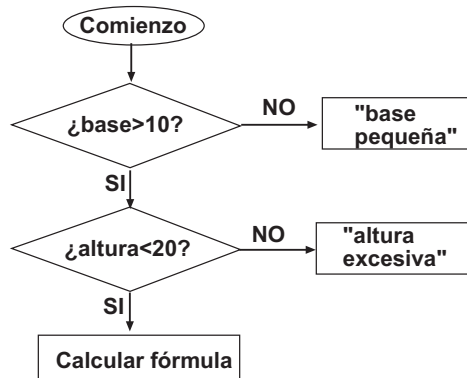 Comienzo
¿base>10?
NO
"base
pequeña"
SI
¿altura<20?
NO
"altura
excesiva"
SI
Calcular fórmula